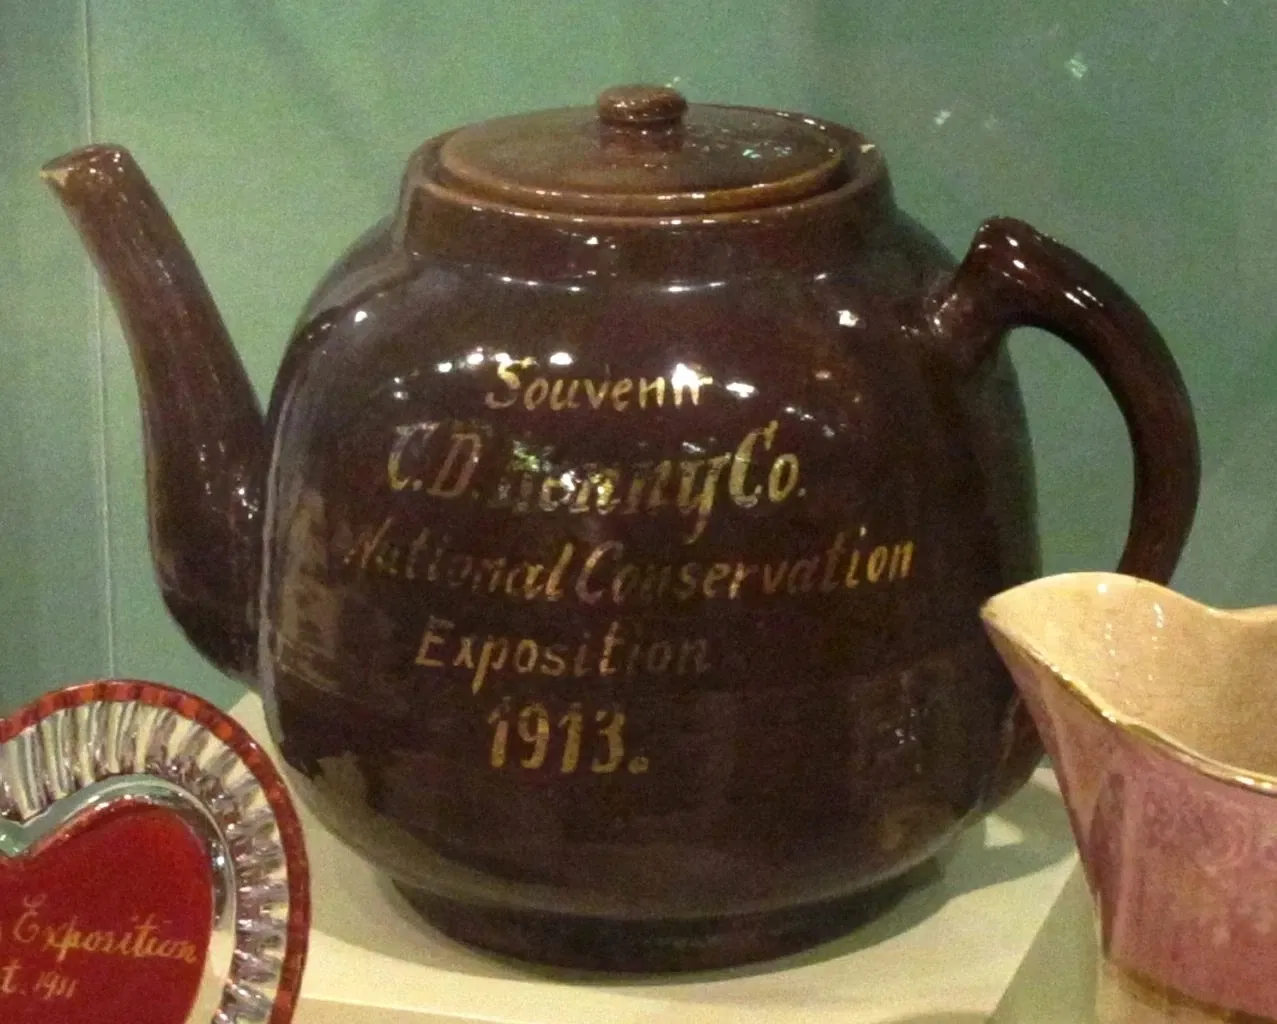 Souvenir
C.D. Kenny Co.
National Conservation
Exposition
1913.
Exposition
t. 1911